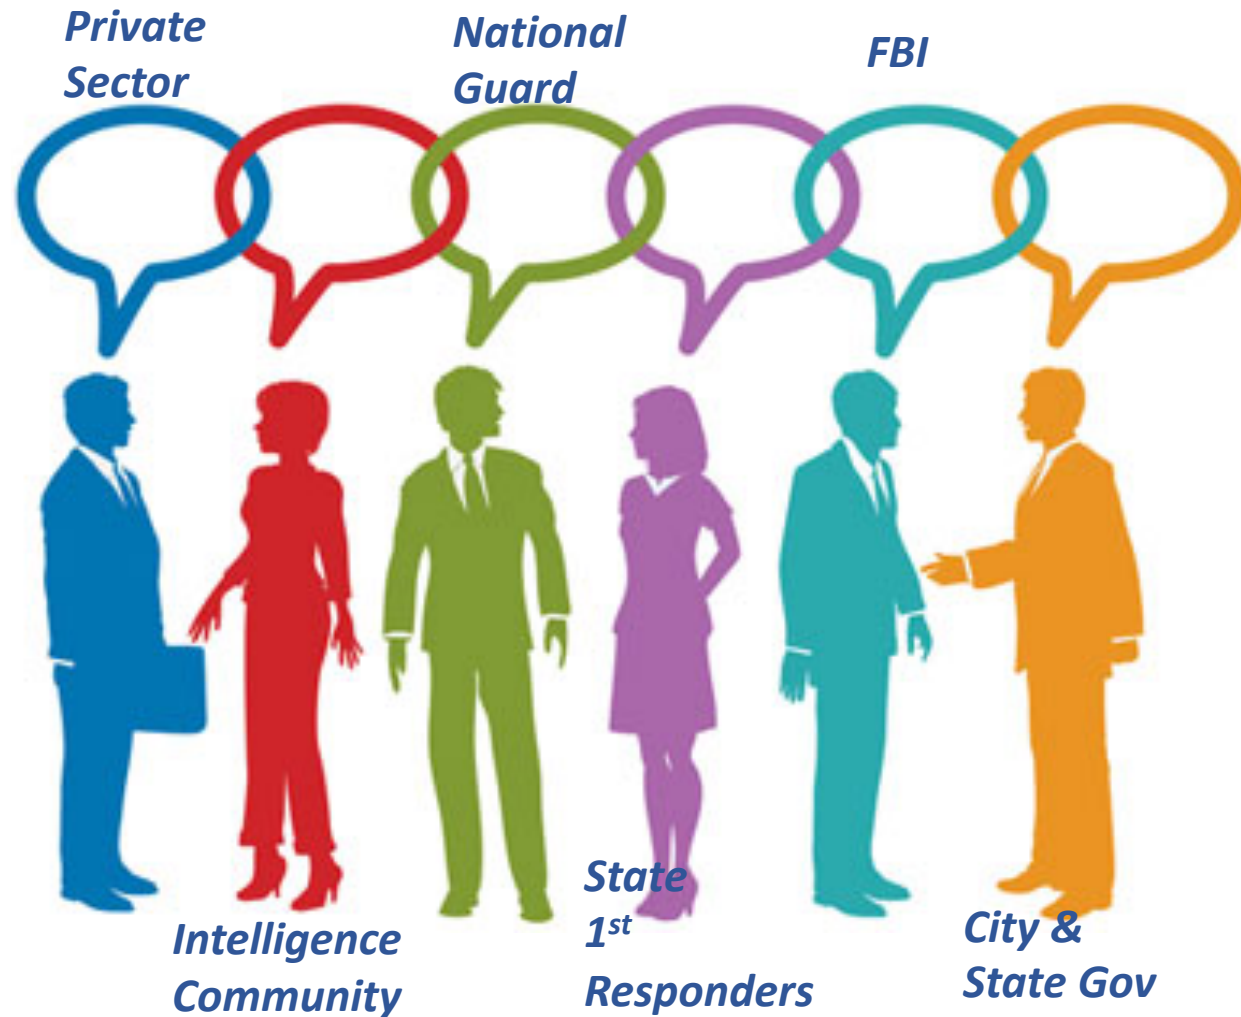 Private
Sector
National
Guard
FBI
Intelligence
Community
State
1st
Responders
City &
State Gov